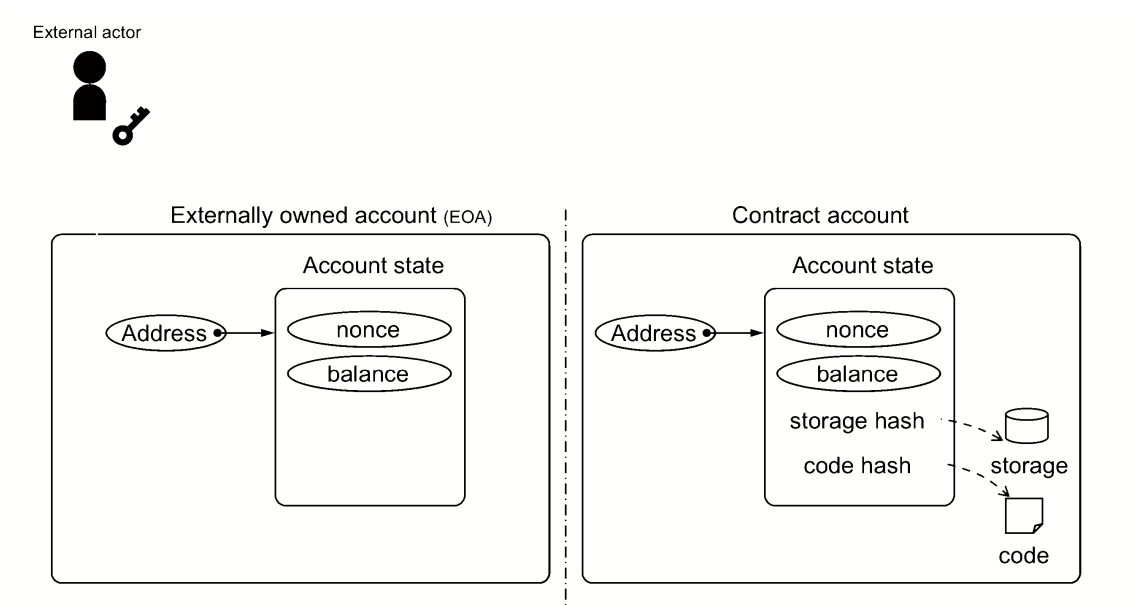 External actor
Externally owned account (EOA)
Account state
Address
nonce
balance
Contract account
Account state
Address
nonce
balance
storage hash
code hash
storage
code